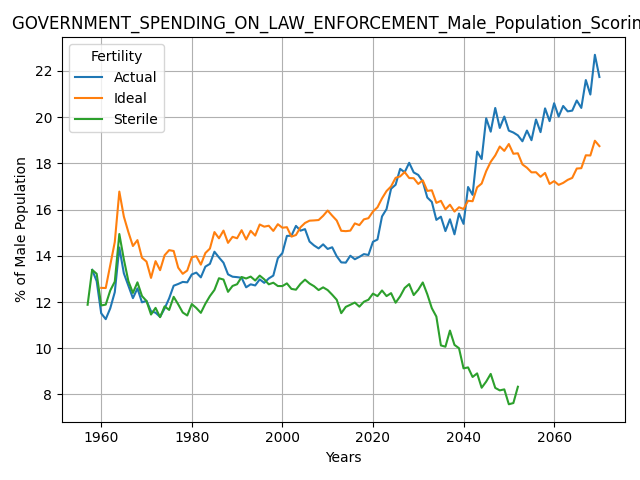 GOVERNMENT_SPENDING_ON_LAW_ENFORCEMENT_Male_Population_Scorin
Fertility
Actual
Ideal
Sterile
% of Male Population
22
20
18
16
14
12
10
8
1960 1980 2000 2020 2040 2060
Years